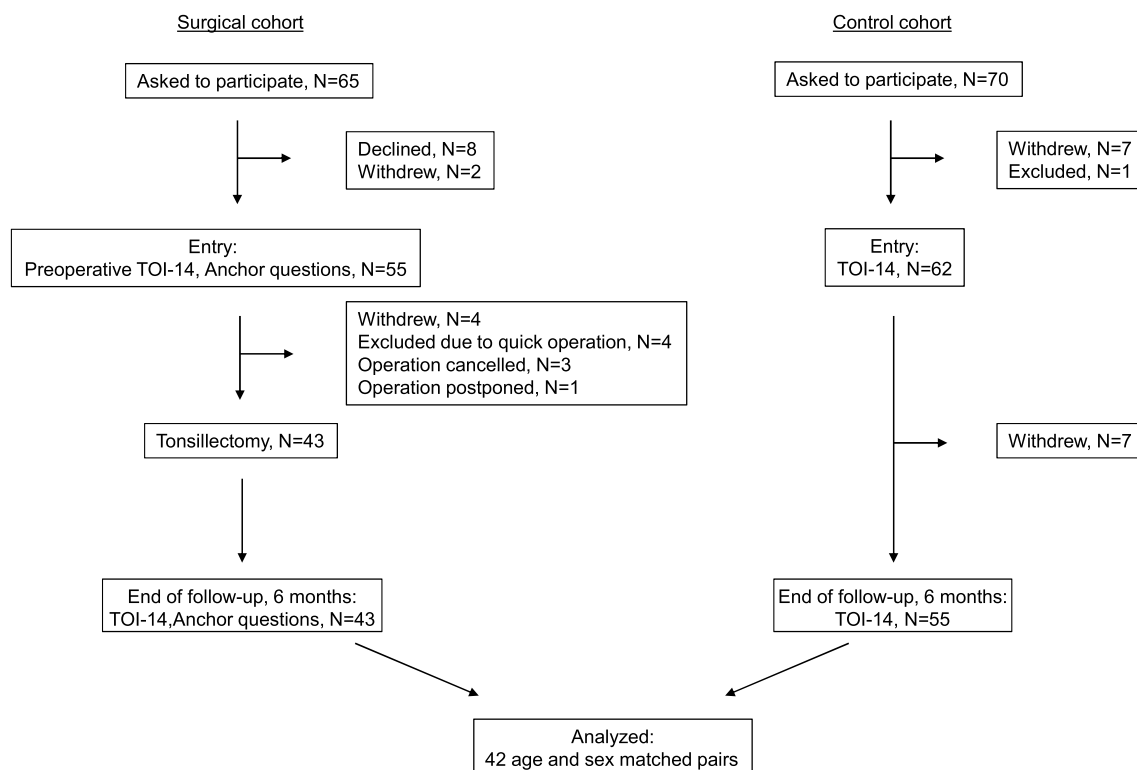 Surgical cohort
Control cohort
Asked to participate, N=65
Asked to participate, N=70
Declined, N=8
Withdrew, N=2
Withdrew, N=7
Excluded, N=1
Entry:
Preoperative TOI-14, Anchor questions, N=55
Entry:
TOI-14, N=62
Withdrew, N=4
Excluded due to quick operation, N=4
Operation cancelled, N=3
Operation postponed, N=1
Tonsillectomy, N=43
Withdrew, N=7
End of follow-up, 6 months:
TOI-14,Anchor questions, N=43
End of follow-up, 6 months:
TOI-14, N=55
Analyzed:
42 age and sex matched pairs